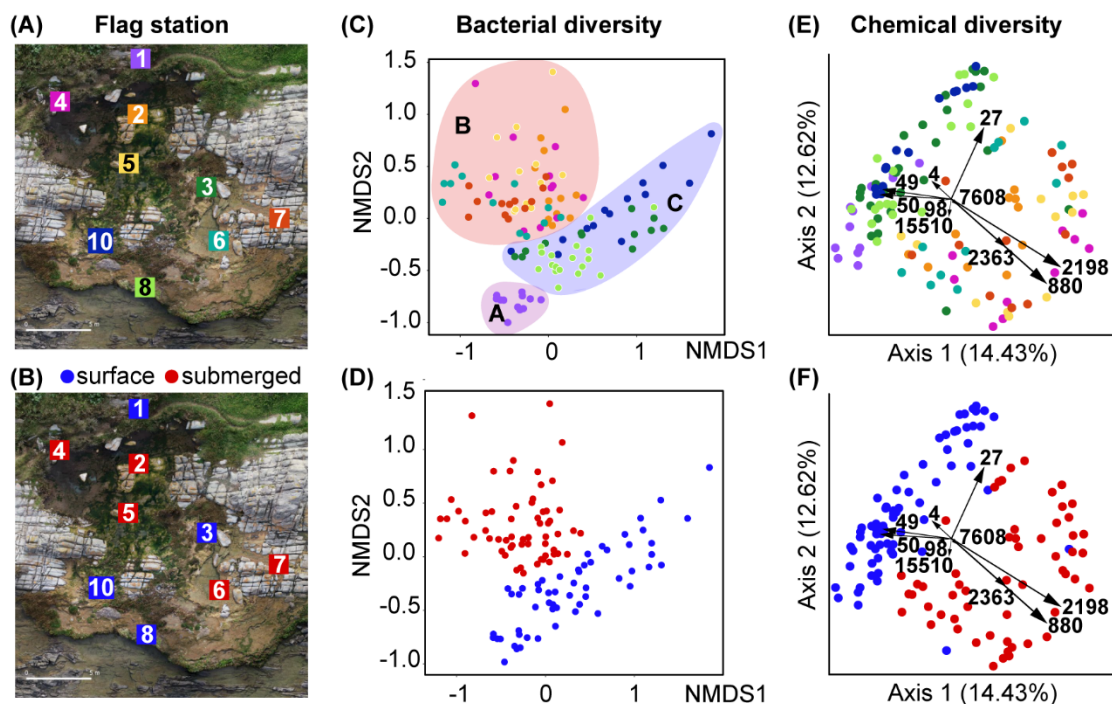 (A) Flag station
1
4
2
5
3
7
10
6
8
5 m
(B) surface submerged
1
4
2
5
3
7
10
6
8
5 m
(C) Bacterial diversity
1.5
1.0
0.5
0.0
-0.5
-1.0
NMDS2
B
C
A
-1 0 1 NMDS1
(D)
1.5
1.0
0.5
0.0
-0.5
-1.0
NMDS2
-1 0 1 NMDS1
(E) Chemical diversity
Axis 2 (12.62%)
27
4
49
7608
50 98,
15510
2363
2198
880
Axis 1 (14.43%)
(F)
Axis 2 (12.62%)
27
4
49
7608
50 98,
15510
2363
2198
880
Axis 1 (14.43%)